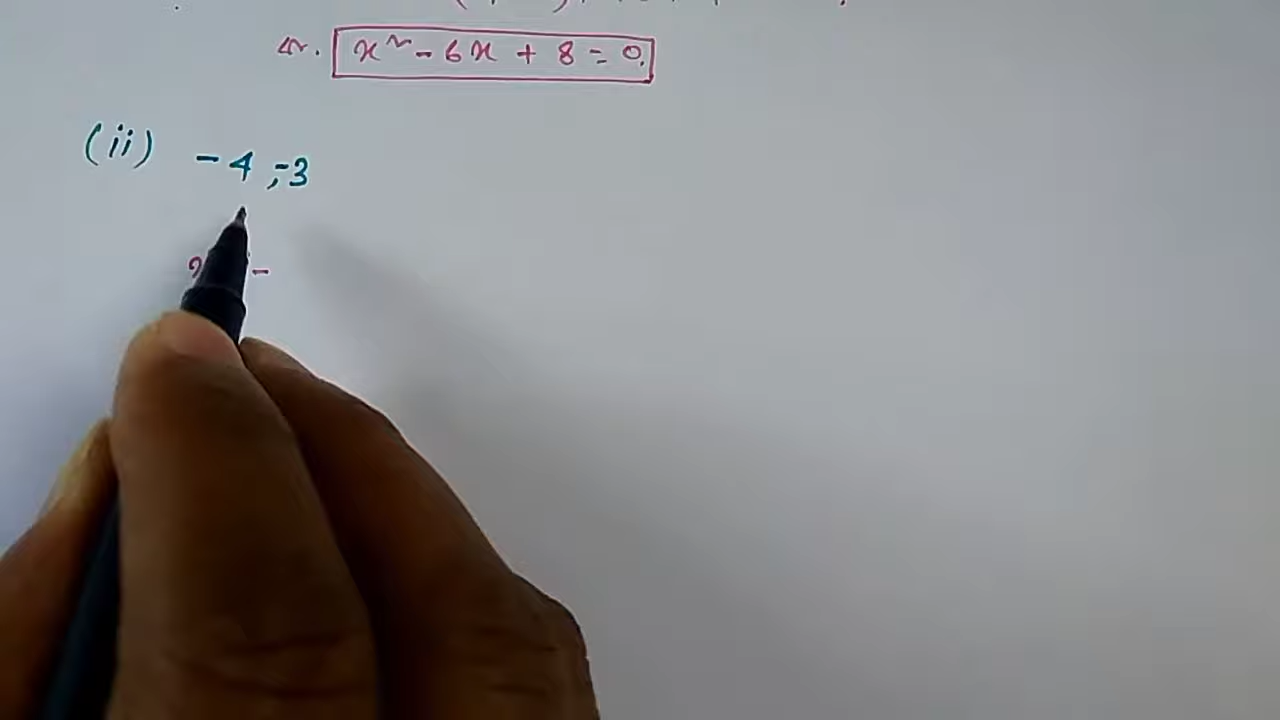 x² - 6x + 8 = 0.
(ii) -4, -3
-